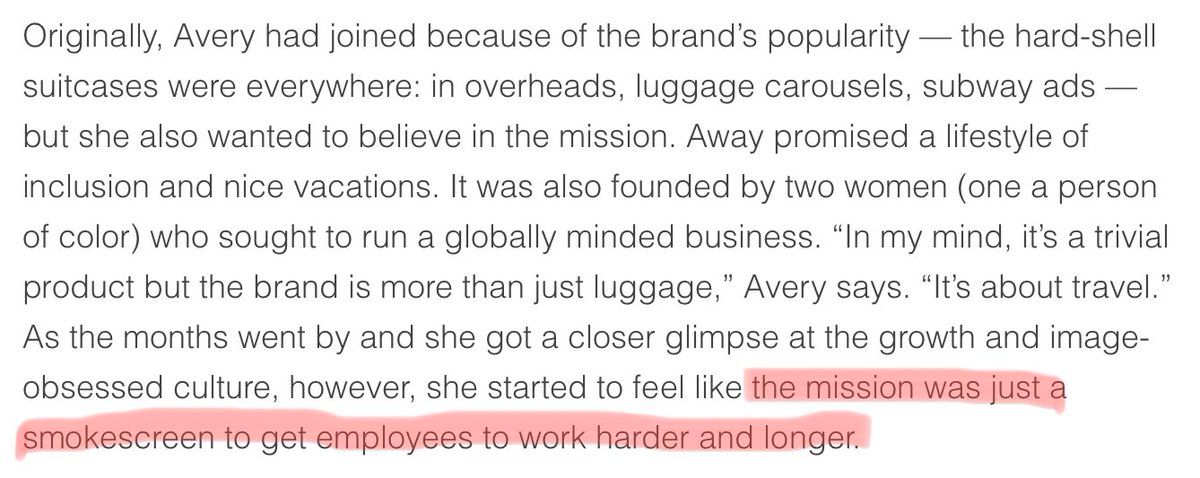 Originally, Avery had joined because of the brand’s popularity — the hard-shell
suitcases were everywhere: in overheads, luggage carousels, subway ads —
but she also wanted to believe in the mission. Away promised a lifestyle of
inclusion and nice vacations. It was also founded by two women (one a person
of color) who sought to run a globally minded business. “In my mind, it’s a trivial
product but the brand is more than just luggage,” Avery says. “It’s about travel.”
As the months went by and she got a closer glimpse at the growth and image-
obsessed culture, however, she started to feel like the mission was just a
smokescreen to get employees to work harder and longer.